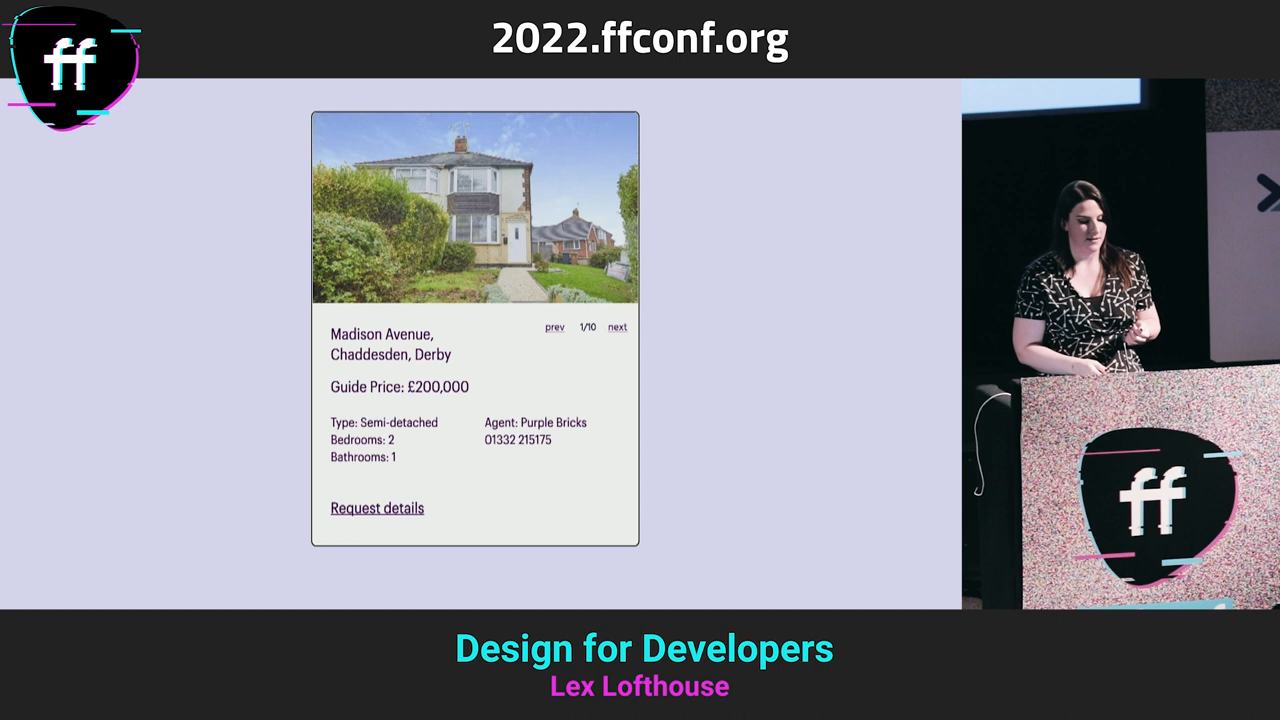 2022.ffconf.org
ff
Madison Avenue,
Chaddesden, Derby
prev 1/10 next
Guide Price: £200,000
Type: Semi-detached
Bedrooms: 2
Bathrooms: 1
Agent: Purple Bricks
01332 215175
Request details
ff
Design for Developers
Lex Lofthouse